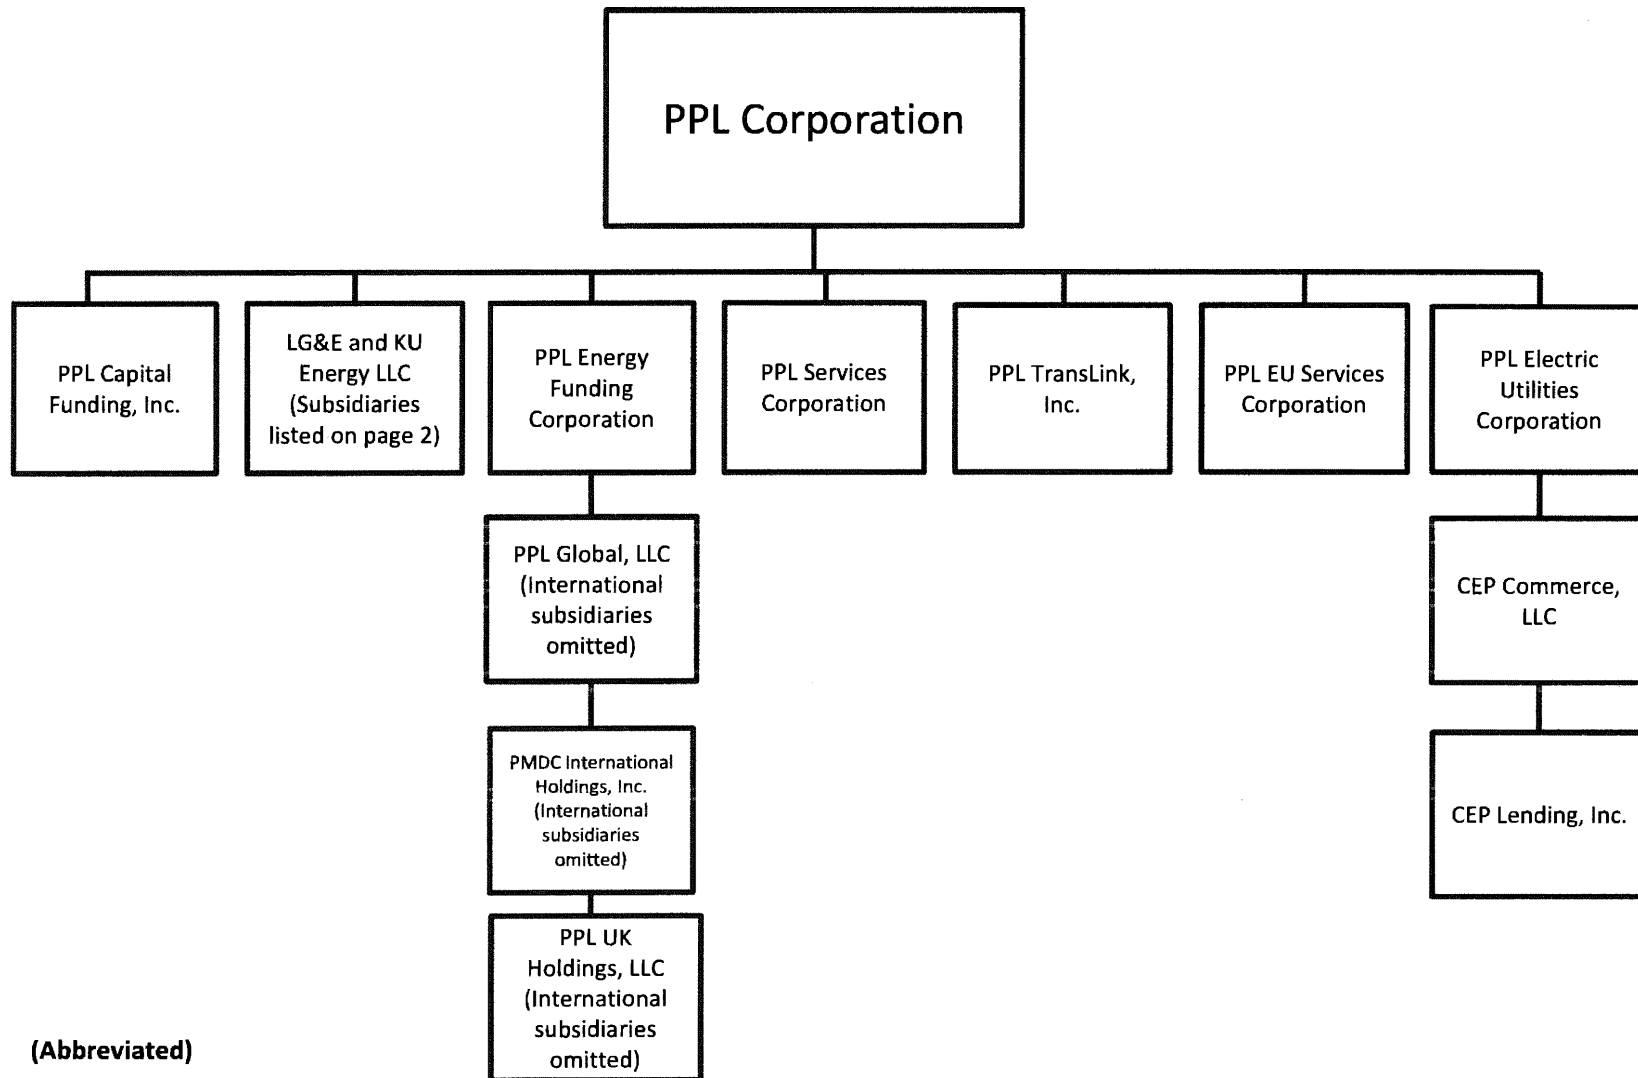 PPL Corporation
PPL Capital
Funding, Inc.
LG&E and KU
Energy LLC
(Subsidiaries
listed on page 2)
PPL Energy
Funding
Corporation
PPL Services
Corporation
PPL TransLink,
Inc.
PPL EU Services
Corporation
PPL Electric
Utilities
Corporation
PPL Global, LLC
(International
subsidiaries
omitted)
CEP Commerce,
LLC
PMDC International
Holdings, Inc.
(International
subsidiaries
omitted)
CEP Lending, Inc.
PPL UK
Holdings, LLC
(International
subsidiaries
omitted)
(Abbreviated)